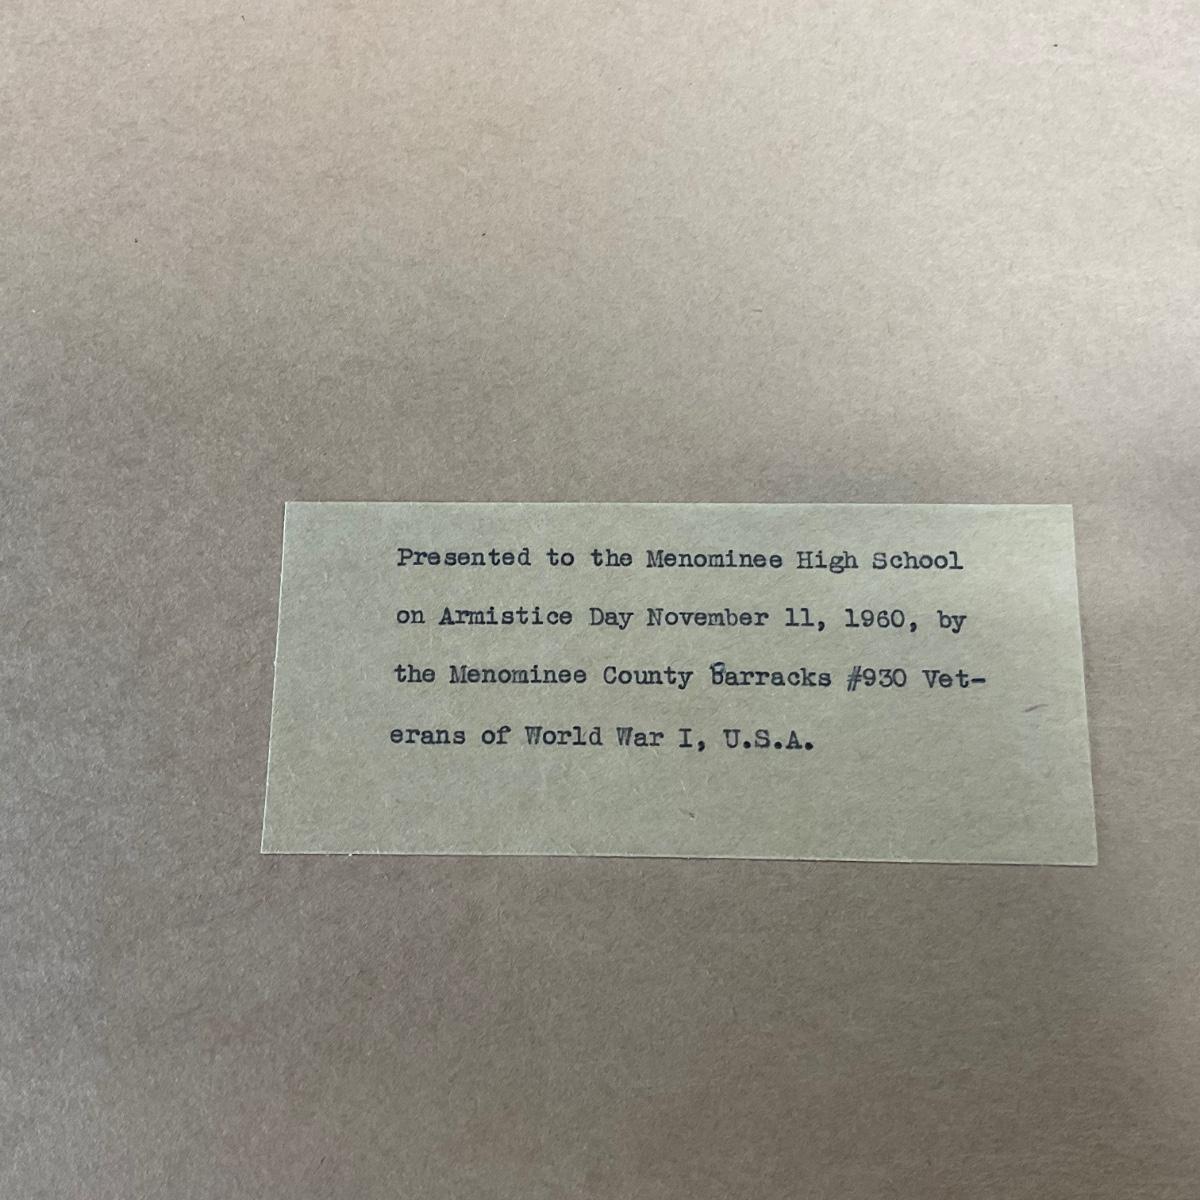 Presented to the Menominee High School
on Armistice Day November 11, 1960, by
the Menominee County Barracks #930 Vet-
erans of World War I, U.S.A.